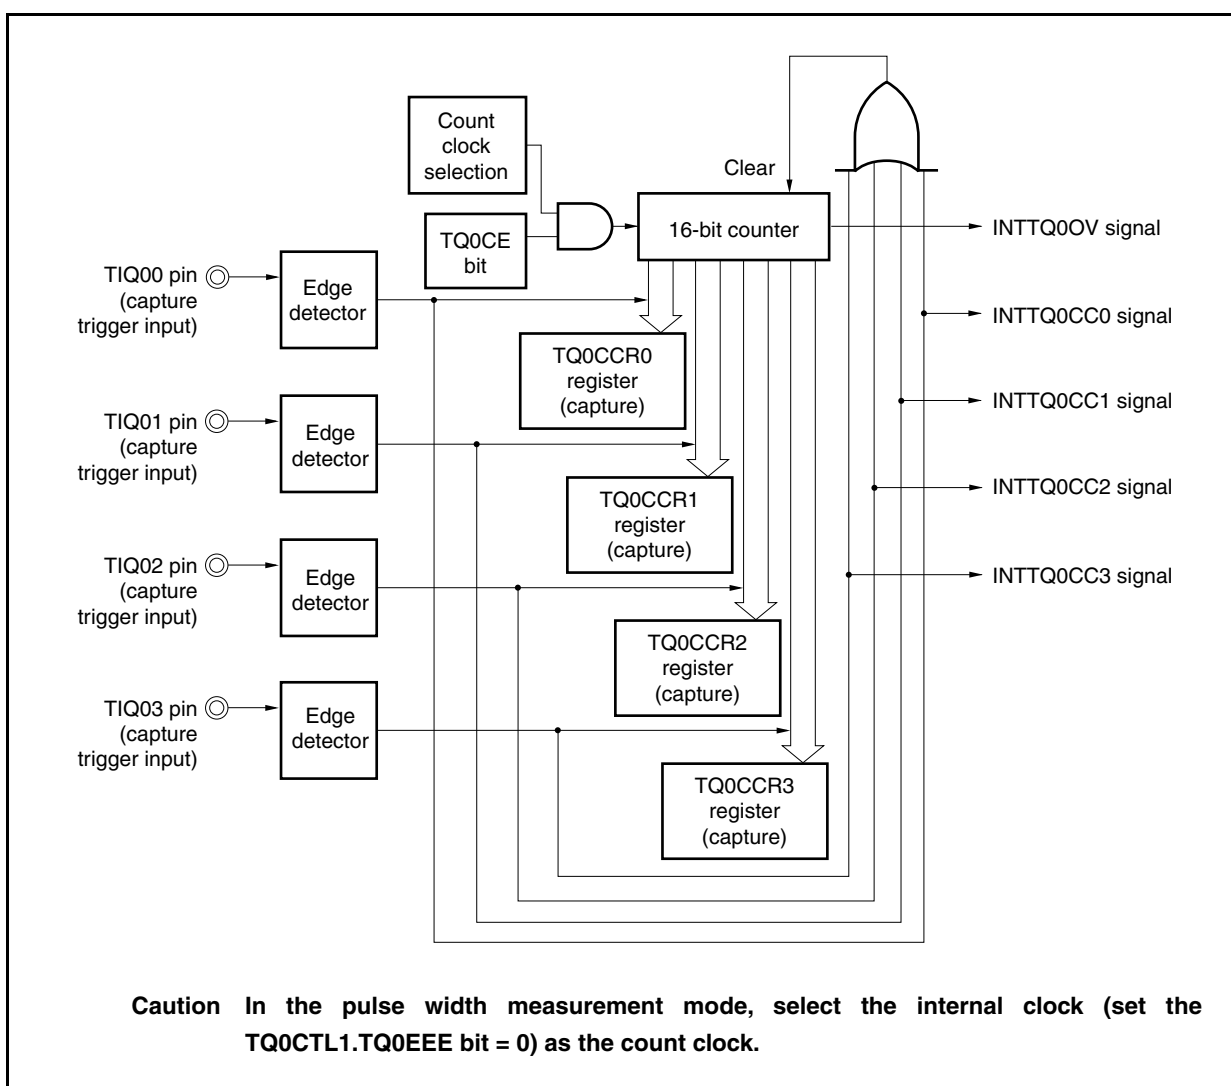 Count
clock
selection
Clear
TQ0CE
bit
16-bit counter
INTTQ0OV signal
TIQ00 pin
(capture
trigger input)
Edge
detector
INTTQ0CC0 signal
TQ0CCR0
register
(capture)
TIQ01 pin
(capture
trigger input)
Edge
detector
INTTQ0CC1 signal
TQ0CCR1
register
(capture)
INTTQ0CC2 signal
TIQ02 pin
(capture
trigger input)
Edge
detector
INTTQ0CC3 signal
TQ0CCR2
register
(capture)
TIQ03 pin
(capture
trigger input)
Edge
detector
TQ0CCR3
register
(capture)
Caution In the pulse width measurement mode, select the internal clock (set the
TQ0CTL1.TQ0EEE bit = 0) as the count clock.